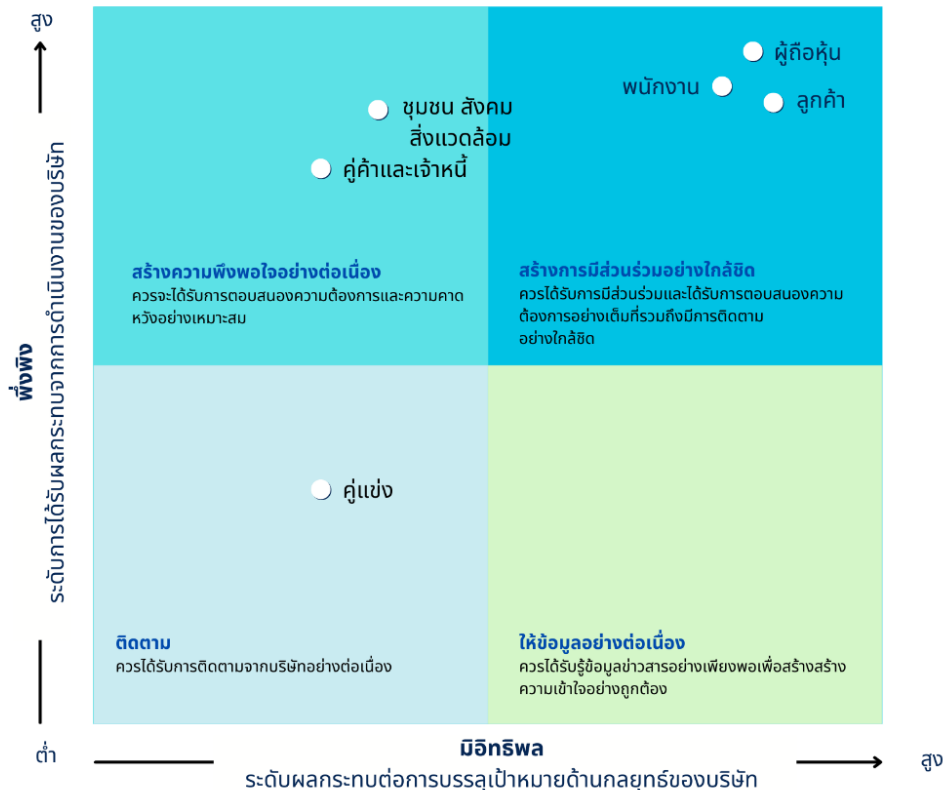 สูง
ผู้ถือหุ้น
พนักงาน
ลูกค้า
ชุมชน สังคม
สิ่งแวดล้อม
คู่ค้าและเจ้าหนี้
สร้างความพึงพอใจอย่างต่อเนื่อง
ควรจะได้รับการตอบสนองความต้องการและความคาด
หวังอย่างเหมาะสม
สร้างการมีส่วนร่วมอย่างใกล้ชิด
ควรได้รับการมีส่วนร่วมและได้รับการตอบสนองความ
ต้องการอย่างเต็มที่รวมถึงมีการติดตาม
อย่างใกล้ชิด
พึ่งพิง
ระดับการได้รับผลกระทบจากการดำเนินงานของบริษัท
คู่แข่ง
ติดตาม
ควรได้รับการติดตามจากบริษัทอย่างต่อเนื่อง
ให้ข้อมูลอย่างต่อเนื่อง
ควรได้รับรู้ข้อมูลข่าวสารอย่างเพียงพอเพื่อสร้างสร้าง
ความเข้าใจอย่างถูกต้อง
ต่ำ
มีอิทธิพล
สูง
ระดับผลกระทบต่อการบรรลุเป้าหมายด้านกลยุทธ์ของบริษัท